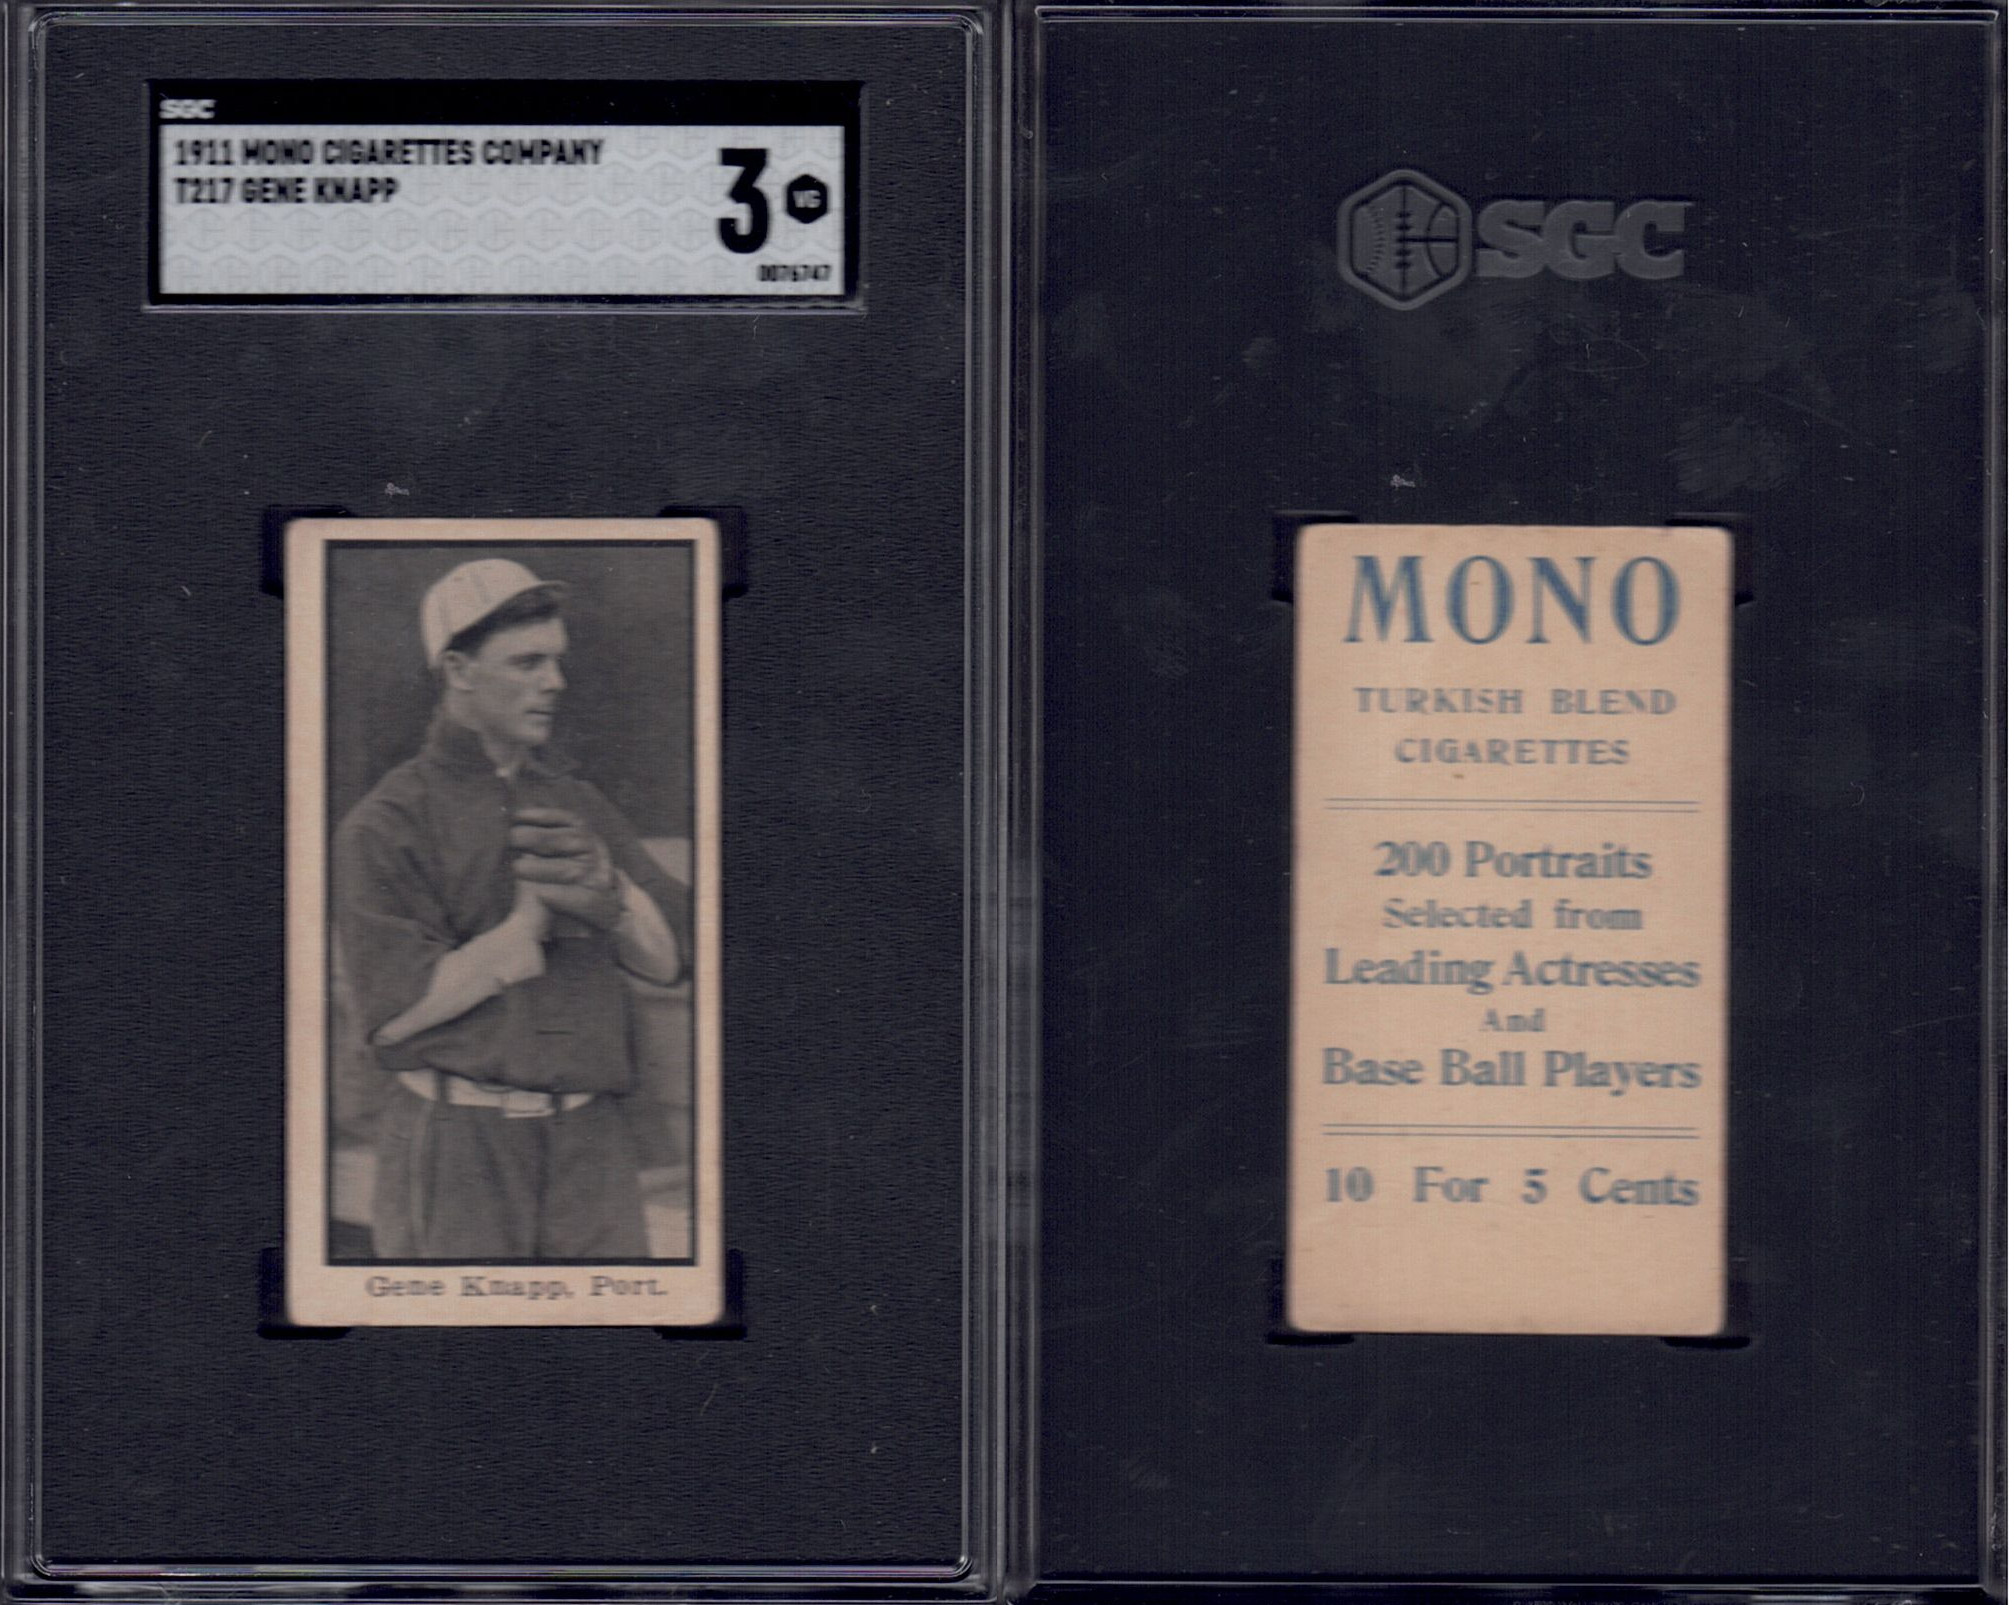 SGC
1911 MONO CIGARETTES COMPANY
T217 GENE KNAPP
3 VG
0076747
Gene Knapp, Port.
SGC
MONO
TURKISH BLEND
CIGARETTES
200 Portraits
Selected from
Leading Actresses
And
Base Ball Players
10 For 5 Cents